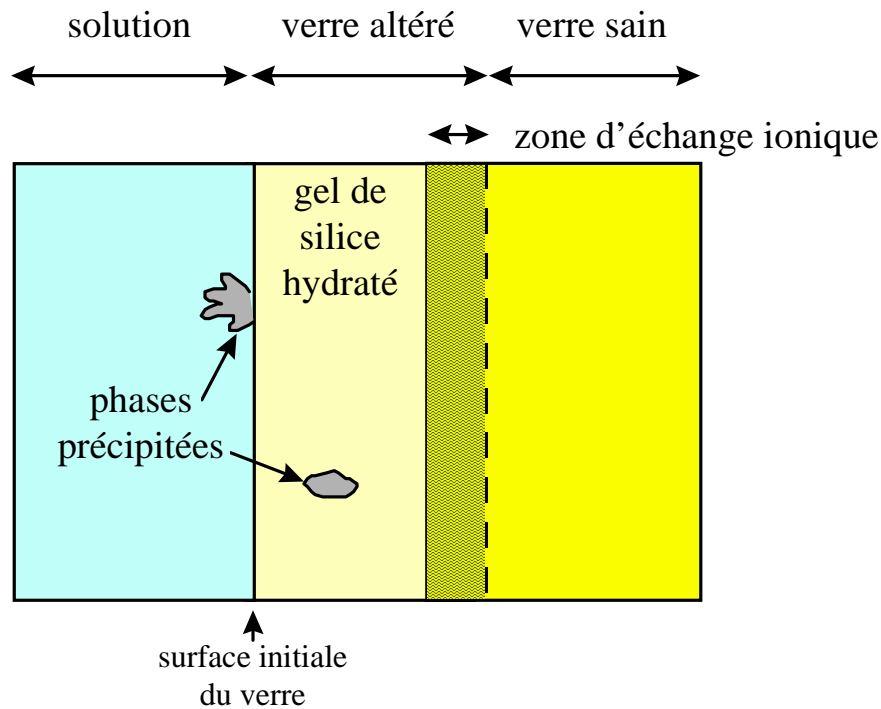 solution
verre altéré
verre sain
zone d’échange ionique
gel de
silice
hydraté
phases
précipitées
surface initiale
du verre